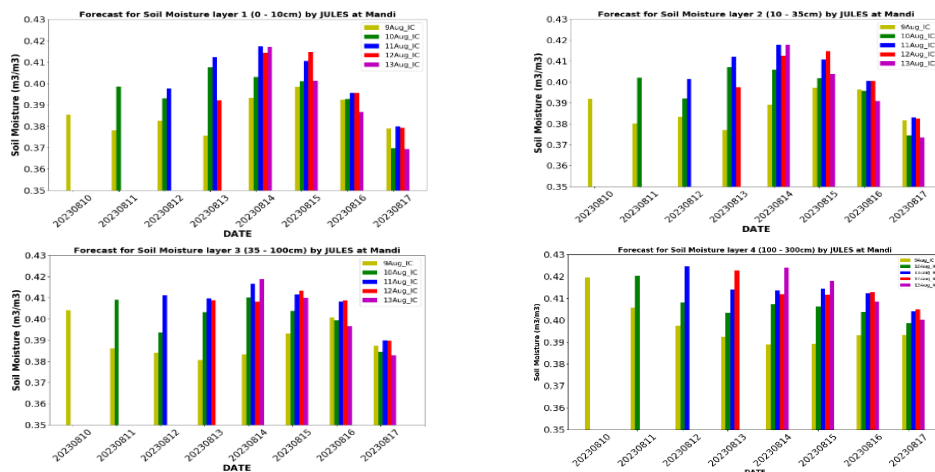 Forecast for Soil Moisture layer 1 (0 - 10cm) by JULES at Mandi
0.43
0.42
0.41
0.40
0.39
0.38
0.37
0.36
0.35
Soil Moisture (m3/m3)
9Aug_IC
10Aug_IC
11Aug_IC
12Aug_IC
13Aug_IC
20230810
20230811
20230812
20230813
20230814
20230815
20230816
20230817
DATE
Forecast for Soil Moisture layer 2 (10 - 35cm) by JULES at Mandi
0.43
0.42
0.41
0.40
0.39
0.38
0.37
0.36
0.35
Soil Moisture (m3/m3)
9Aug_IC
10Aug_IC
11Aug_IC
12Aug_IC
13Aug_IC
20230810
20230811
20230812
20230813
20230814
20230815
20230816
20230817
DATE
Forecast for Soil Moisture layer 3 (35 - 100cm) by JULES at Mandi
0.43
0.42
0.41
0.40
0.39
0.38
0.37
0.36
0.35
Soil Moisture (m3/m3)
9Aug_IC
10Aug_IC
11Aug_IC
12Aug_IC
13Aug_IC
20230810
20230811
20230812
20230813
20230814
20230815
20230816
20230817
DATE
Forecast for Soil Moisture layer 4 (100 - 300cm) by JULES at Mandi
0.43
0.42
0.41
0.40
0.39
0.38
0.37
0.36
0.35
Soil Moisture (m3/m3)
9Aug_IC
10Aug_IC
11Aug_IC
12Aug_IC
13Aug_IC
20230810
20230811
20230812
20230813
20230814
20230815
20230816
20230817
DATE